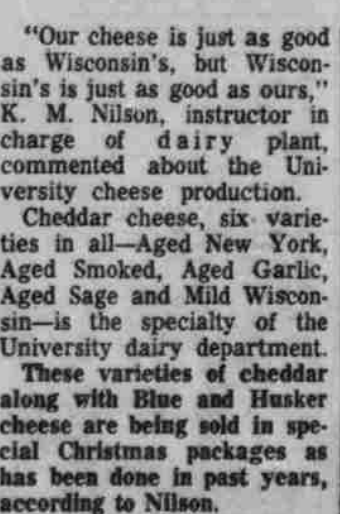 "Our cheese is just as good
as Wisconsin's, but Wiscon-
sin's is just as good as ours,"
K. M. Nilson, instructor in
charge of dairy plant,
commented about the Uni-
versity cheese production.
Cheddar cheese, six varie-
ties in all—Aged New York,
Aged Smoked, Aged Garlic,
Aged Sage and Mild Wiscon-
sin—is the specialty of the
University dairy department.
These varieties of cheddar
along with Blue and Husker
cheese are being sold in spe-
cial Christmas packages as
has been done in past years,
according to Nilson.